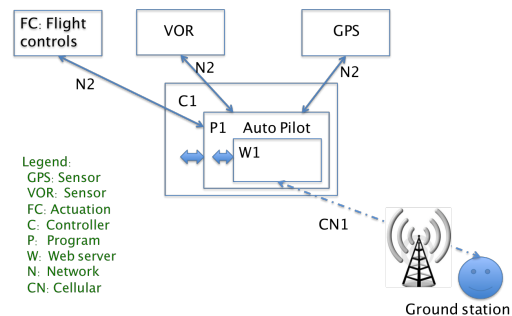 FC: Flight
controls
VOR
GPS
N2
N2
N2
C1
P1
Auto Pilot
W1
Legend:
GPS: Sensor
VOR: Sensor
FC: Actuation
C: Controller
P: Program
W: Web server
N: Network
CN: Cellular
CN1
Ground station